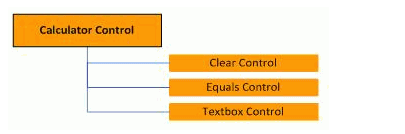 Calculator Control
Clear Control
Equals Control
Textbox Control